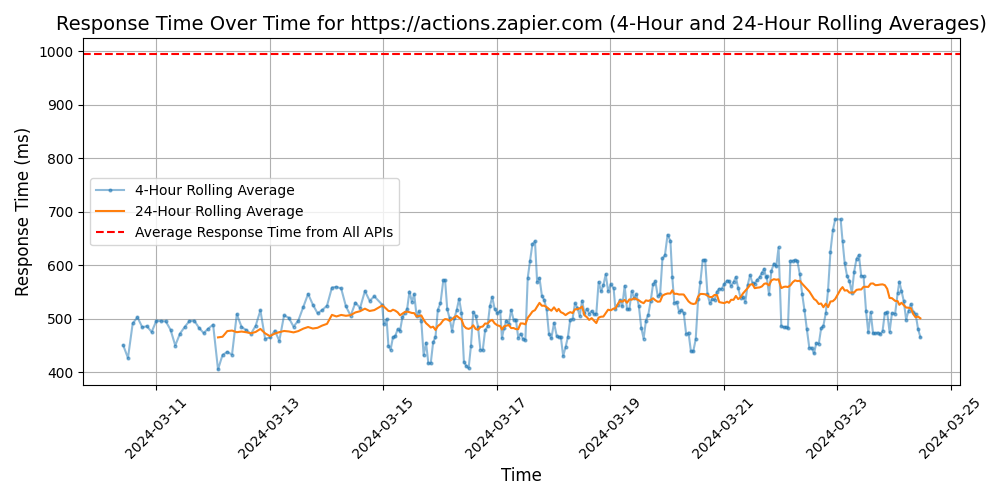 Response Time Over Time for https://actions.zapier.com (4-Hour and 24-Hour Rolling Averages)
Response Time (ms)
1000
900
800
700
600
500
400
4-Hour Rolling Average
24-Hour Rolling Average
Average Response Time from All APIs
2024-03-11
2024-03-13
2024-03-15
2024-03-17
2024-03-19
2024-03-21
2024-03-23
2024-03-25
Time